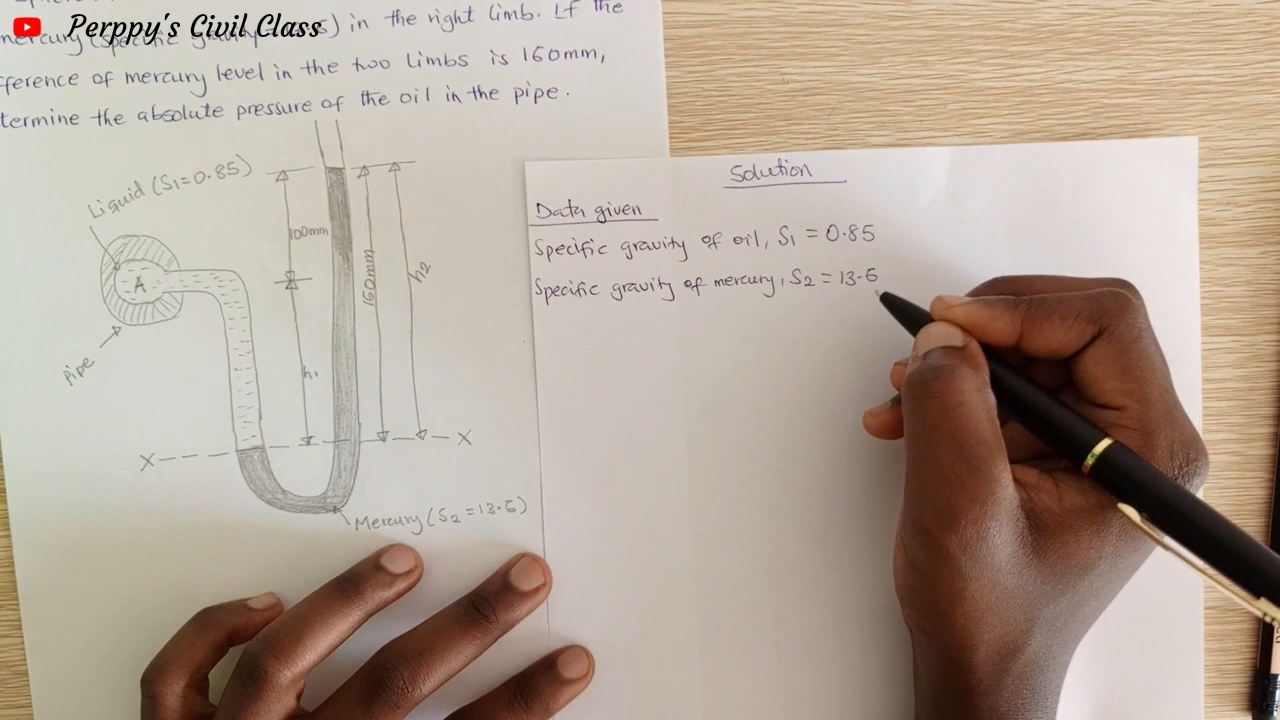 Perppy's Civil Class
in the right limb. If the
fference of mercury level in the two limbs is 160mm,
termine the absolute pressure of the oil in the pipe.
Liquid (S1=0.85)
100mm
160mm
h2
A
h1
Pipe
X
X
Mercury (S2=13.6)
Solution
Data given
Specific gravity of oil, S1 = 0.85
Specific gravity of mercury, S2 = 13.6